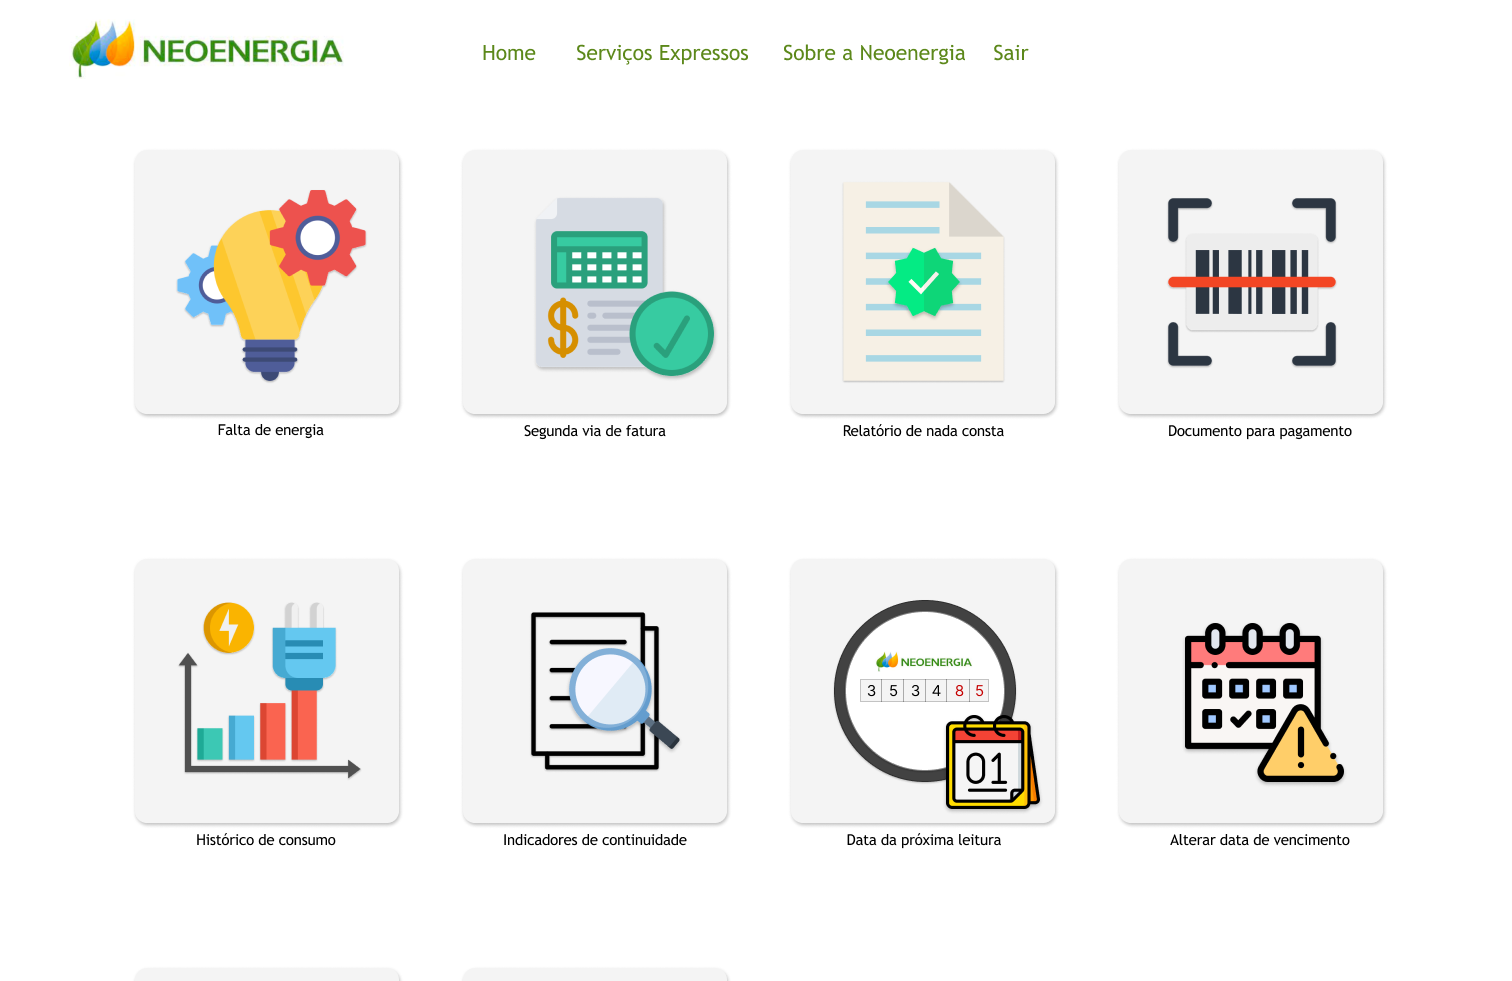 NEOENERGIA
Home Serviços Expressos Sobre a Neoenergia Sair
$
Falta de energia
Segunda via de fatura
Relatório de nada consta
Documento para pagamento
NEOENERGIA
3 5 3 4 8 5
01
Histórico de consumo
Indicadores de continuidade
Data da próxima leitura
Alterar data de vencimento